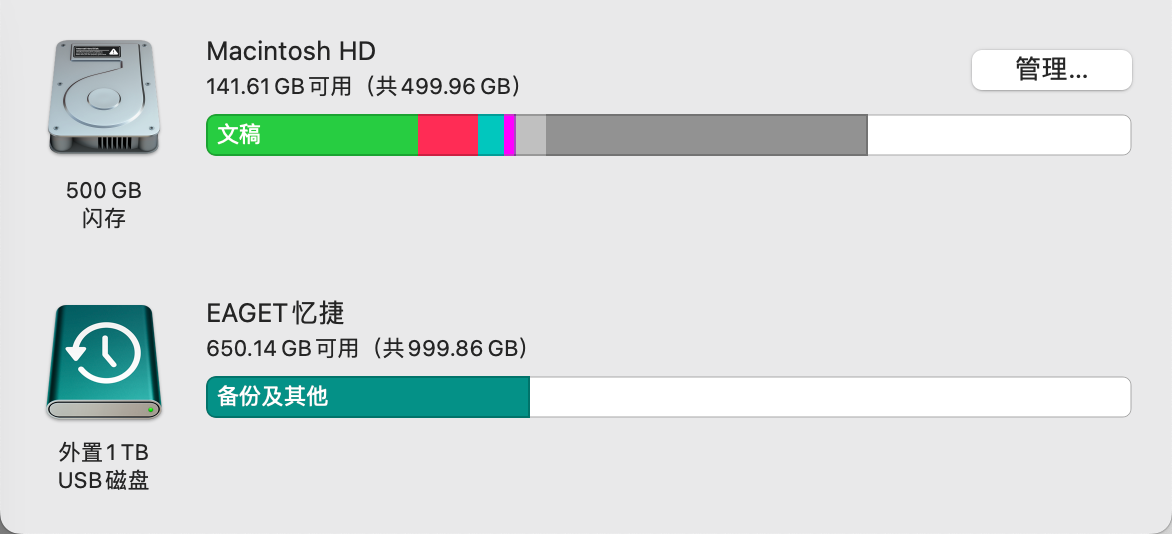 Macintosh HD
141.61 GB 可用（共 499.96 GB）
管理...
文稿
500 GB
闪存
EAGET 忆捷
650.14 GB 可用（共 999.86 GB）
备份及其他
外置 1 TB
USB 磁盘